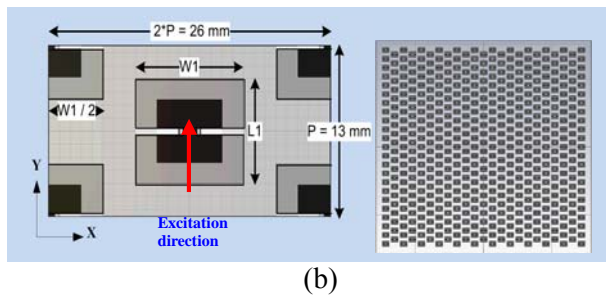 2*P = 26 mm
W1
W1 / 2
L1
P = 13 mm
Y
X
Excitation
direction
(b)